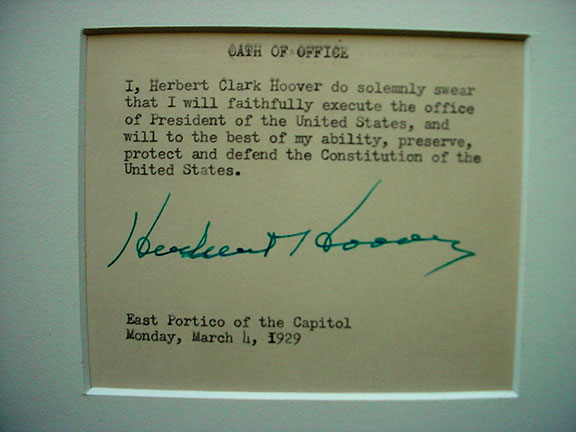 OATH OF OFFICE
I, Herbert Clark Hoover do solemnly swear
that I will faithfully execute the office
of President of the United States, and
will to the best of my ability, preserve,
protect and defend the Constitution of the
United States.
Herbert Hoover
East Portico of the Capitol
Monday, March 4, 1929